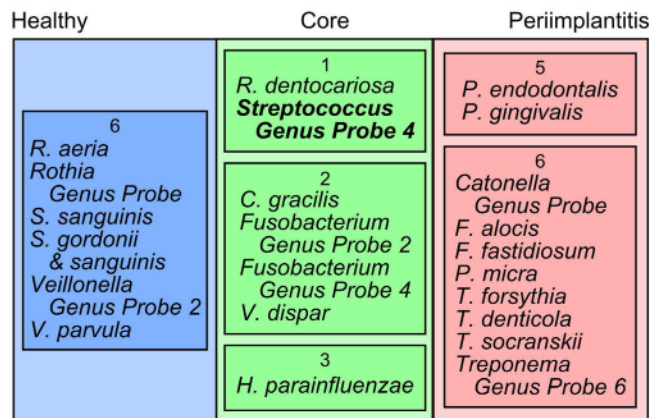 Healthy
Core
Periimplantitis
6
R. aeria
Rothia
Genus Probe
S. sanguinis
S. gordonii
& sanguinis
Veillonella
Genus Probe 2
V. parvula
1
R. dentocariosa
Streptococcus
Genus Probe 4
2
C. gracilis
Fusobacterium
Genus Probe 2
Fusobacterium
Genus Probe 4
V. dispar
3
H. parainfluenzae
5
P. endodontalis
P. gingivalis
6
Catonella
Genus Probe
F. alocis
F. fastidiosum
P. micra
T. forsythia
T. denticola
T. socranskii
Treponema
Genus Probe 6